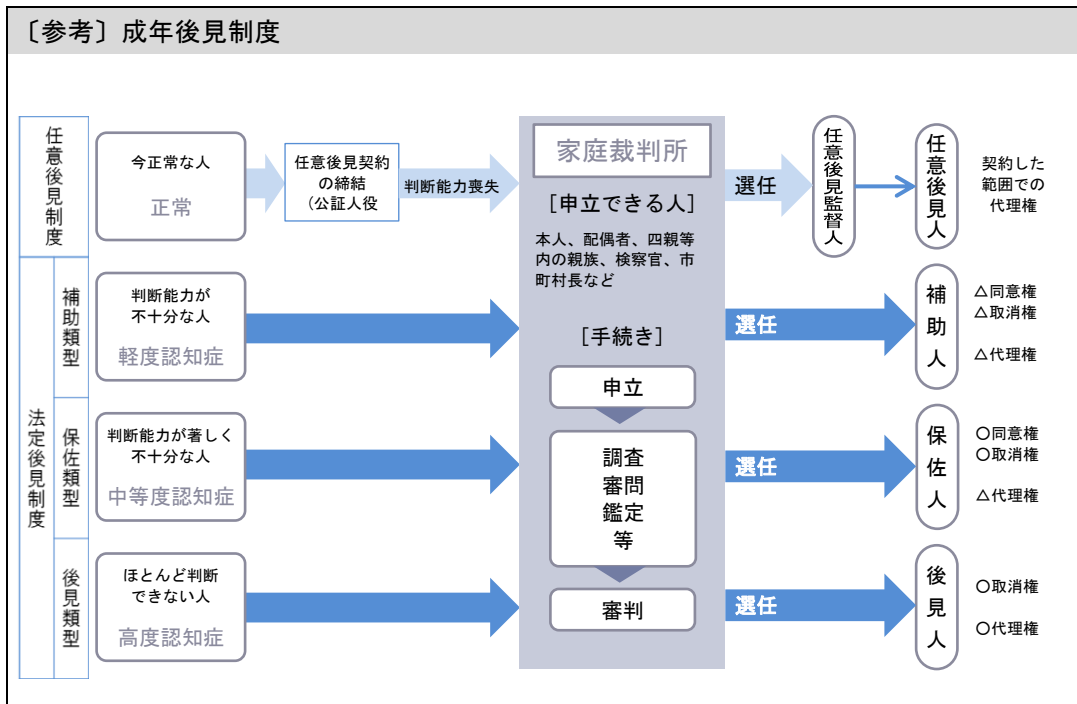 〔参考〕成年後見制度
任意後見制度
今正常な人
正常
任意後見契約
の締結
（公証人役
判断能力喪失
家庭裁判所
[申立できる人]
本人、配偶者、四親等
内の親族、検察官、市
町村長など
[手続き]
申立
調査
審問
鑑定
等
審判
選任
任意後見監督人
任意後見人
契約した
範囲での
代理権
法定後見制度
補助類型
判断能力が
不十分な人
軽度認知症
選任
補助人
△同意権
△取消権
△代理権
保佐類型
判断能力が著しく
不十分な人
中等度認知症
選任
保佐人
○同意権
○取消権
△代理権
後見類型
ほとんど判断
できない人
高度認知症
選任
後見人
○取消権
○代理権